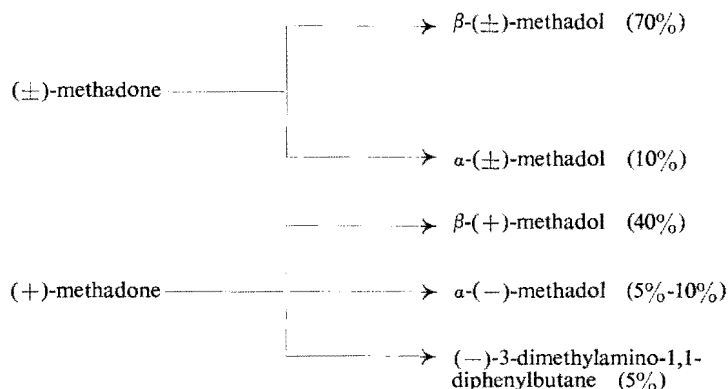 β-(±)-methadol (70%)
(±)-methadone
α-(±)-methadol (10%)
β-(+)-methadol (40%)
(+)-methadone
α-(−)-methadol (5%-10%)
(−)-3-dimethylamino-1,1-
diphenylbutane (5%)